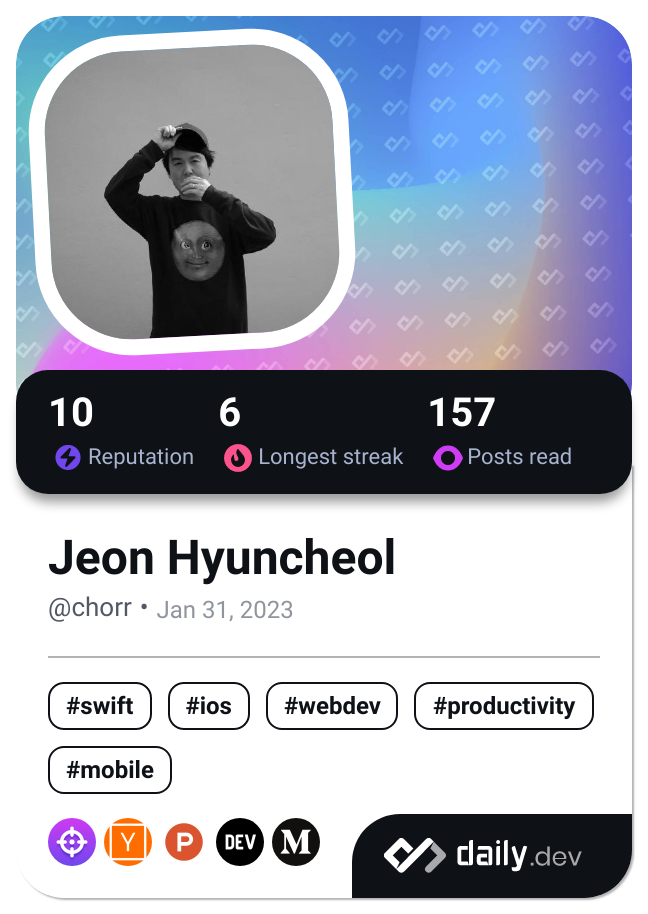 10 6 157
Reputation Longest streak Posts read
Jeon Hyuncheol
@chorr • Jan 31, 2023
#swift #ios #webdev #productivity
#mobile
Y P DEV M daily.dev